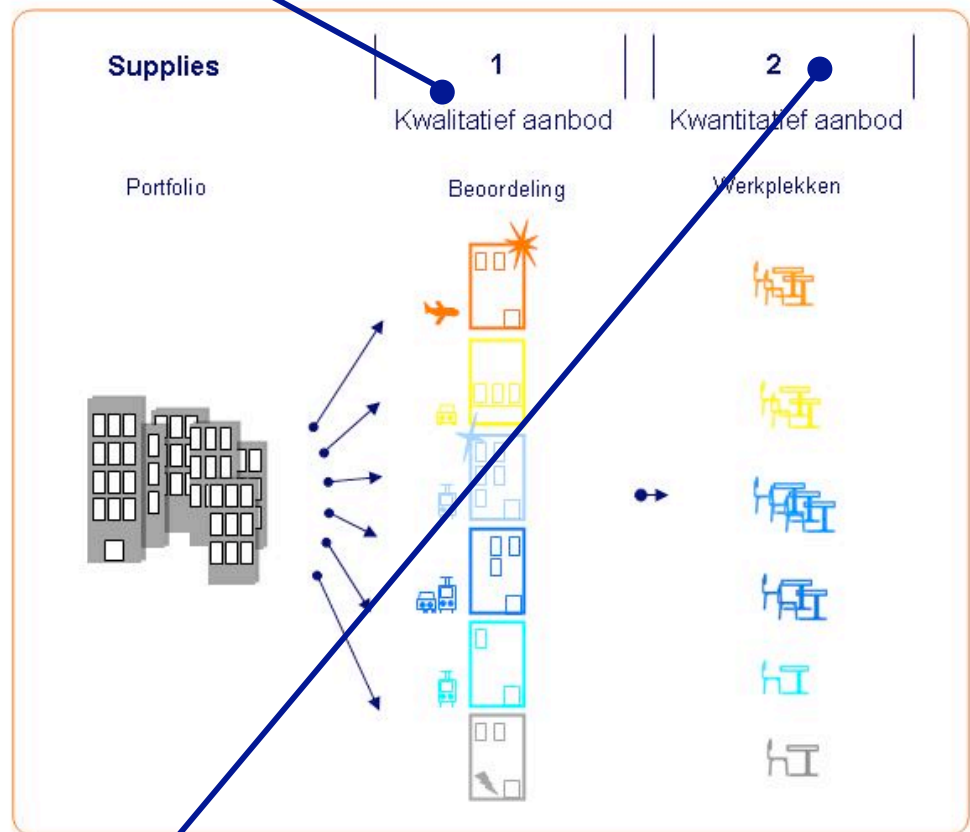 Supplies
1
2
Kwalitatief aanbod
Kwantitatief aanbod
Portfolio
Beoordeling
Werkplekken